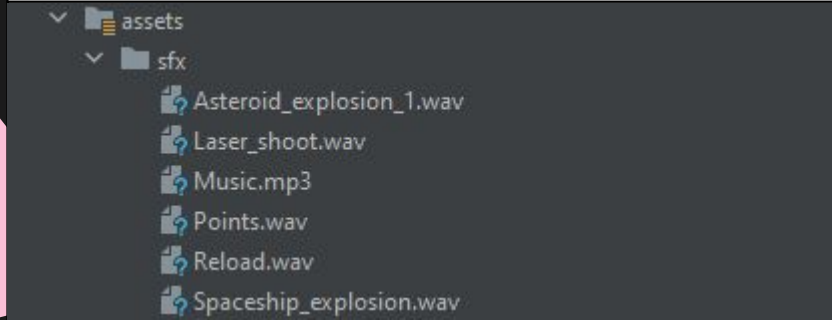 assets
sfx
Asteroid_explosion_1.wav
Laser_shoot.wav
Music.mp3
Points.wav
Reload.wav
Spaceship_explosion.wav